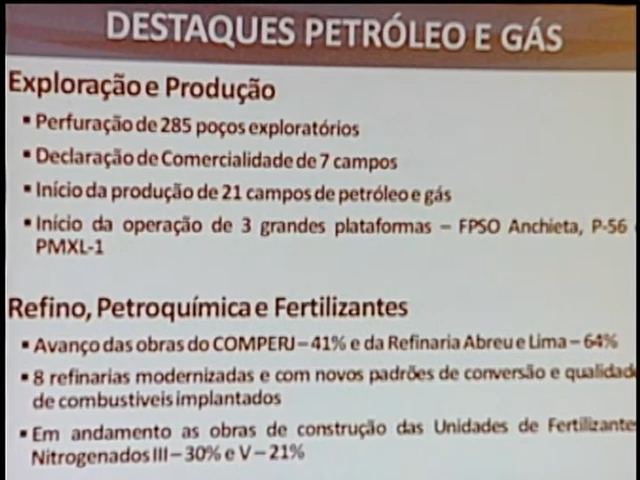 DESTAQUES PETRÓLEO E GÁS
Exploração e Produção
▪ Perfuração de 285 poços exploratórios
▪ Declaração de Comercialidade de 7 campos
▪ Início da produção de 21 campos de petróleo e gás
▪ Início da operação de 3 grandes plataformas – FPSO Anchieta, P-56
PMXL-1
Refino, Petroquímica e Fertilizantes
▪ Avanço das obras do COMPERJ – 41% e da Refinaria Abreu e Lima – 64%
▪ 8 refinarias modernizadas e com novos padrões de conversão e qualidad
de combustiveis implantados
▪ Em andamento as obras de construção das Unidades de Fertilizante
Nitrogenados III – 30% e V – 21%